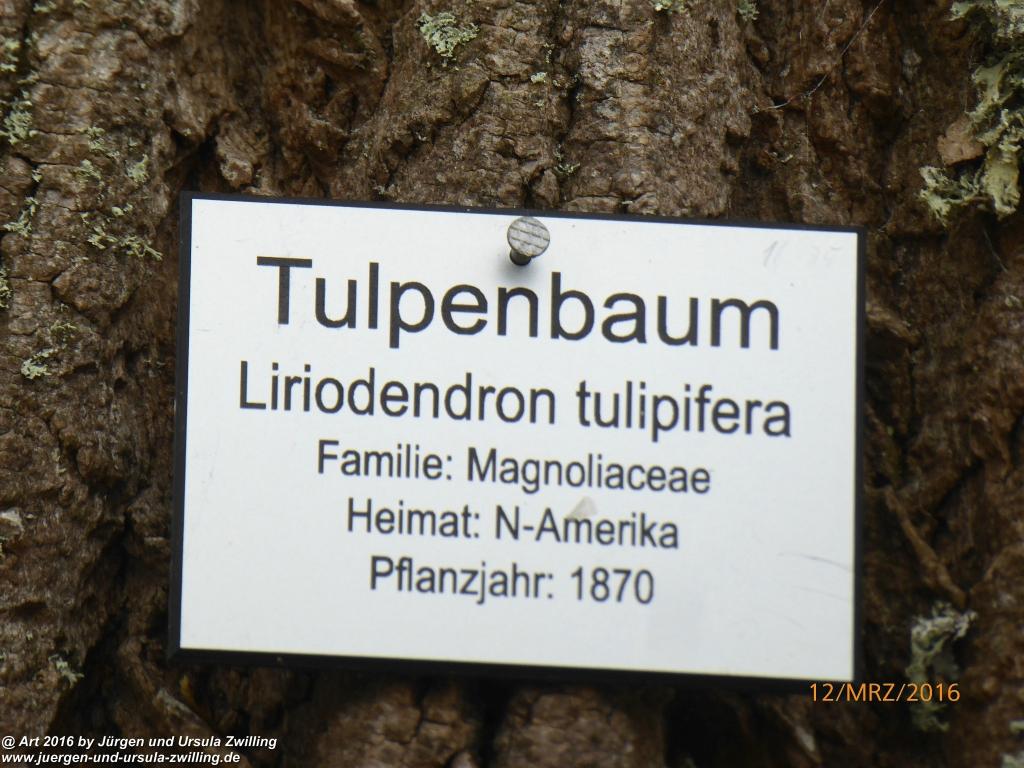 Tulpenbaum
Liriodendron tulipifera
Familie: Magnoliaceae
Heimat: N-Amerika
Pflanzjahr: 1870
12/MRZ/2016
@ Art 2016 by Jürgen und Ursula Zwilling
www.juergen-und-ursula-zwilling.de